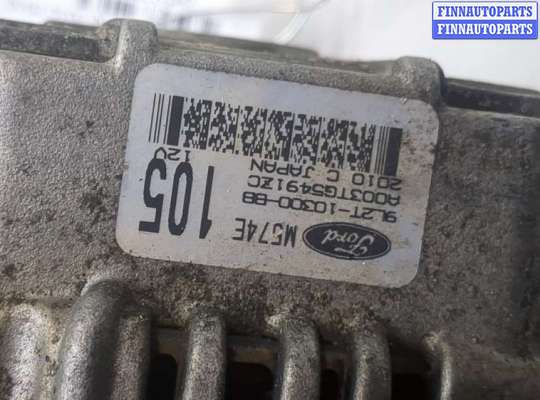 FINNAUTOPARTS
FINNAUTOPARTS
Ford
M574E
105
9L2T-10300-BB
A003TG5491ZC
2010 C JAPAN
12V